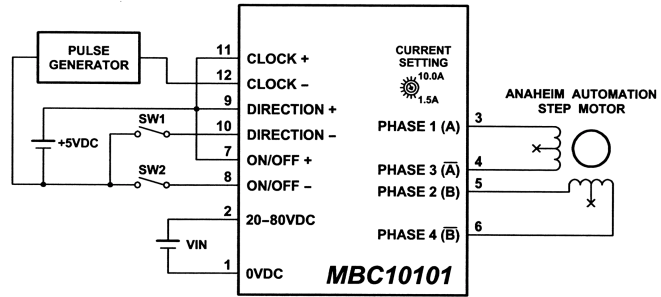 PULSE
GENERATOR
11 CLOCK +
12 CLOCK –
9 DIRECTION +
SW1
10 DIRECTION –
+5VDC
7 ON/OFF +
SW2
8 ON/OFF –
2 20–80VDC
VIN
1 0VDC
CURRENT
SETTING
10.0A
1.5A
PHASE 1 (A) 3
PHASE 3 (A̅) 4
PHASE 2 (B) 5
PHASE 4 (B̅) 6
MBC10101
ANAHEIM AUTOMATION
STEP MOTOR